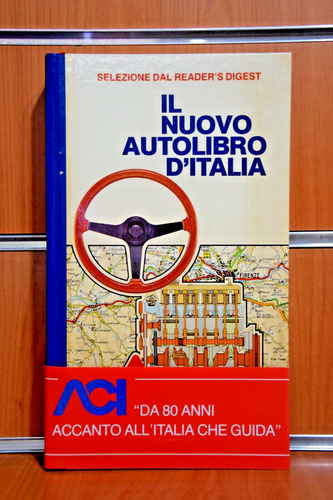 SELEZIONE DAL READER'S DIGEST
IL
NUOVO
AUTOLIBRO
D'ITALIA
FIRENZE
ACI
"DA 80 ANNI
ACCANTO ALL'ITALIA CHE GUIDA"